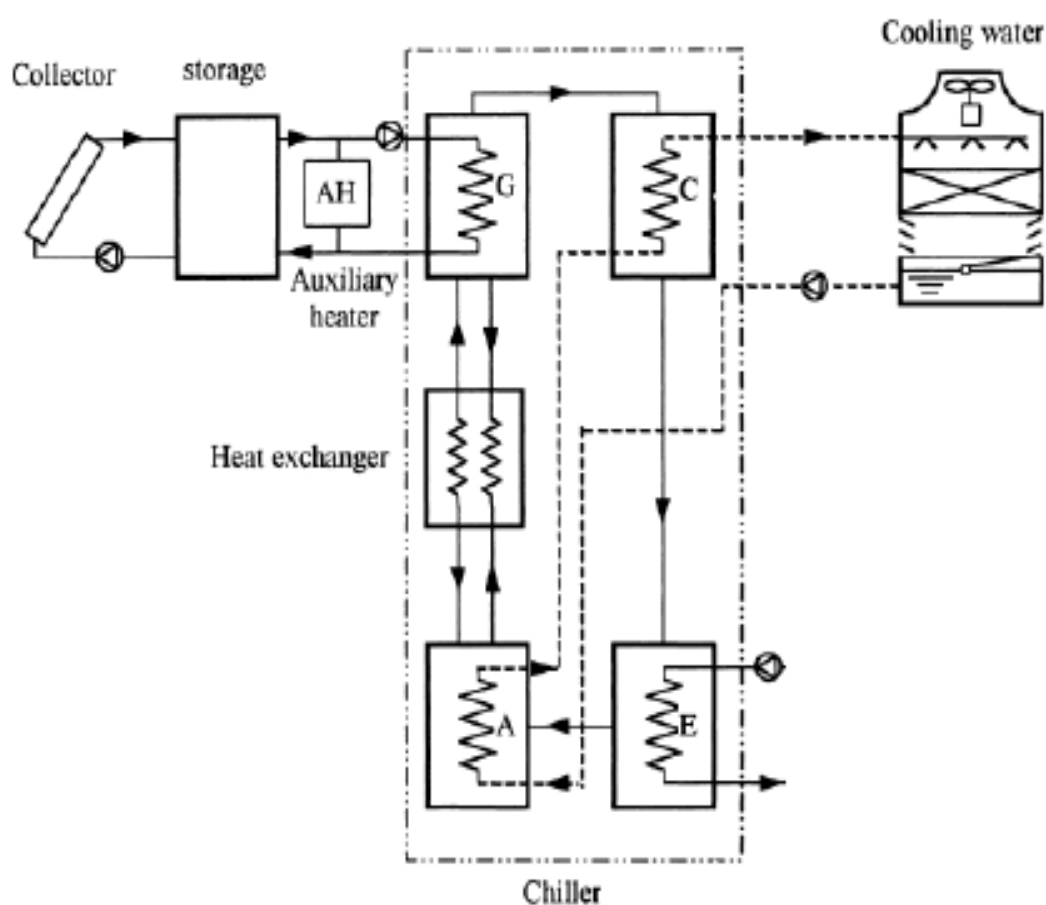 Cooling water
Collector
storage
AH
G
C
Auxiliary
heater
Heat exchanger
A
E
Chiller